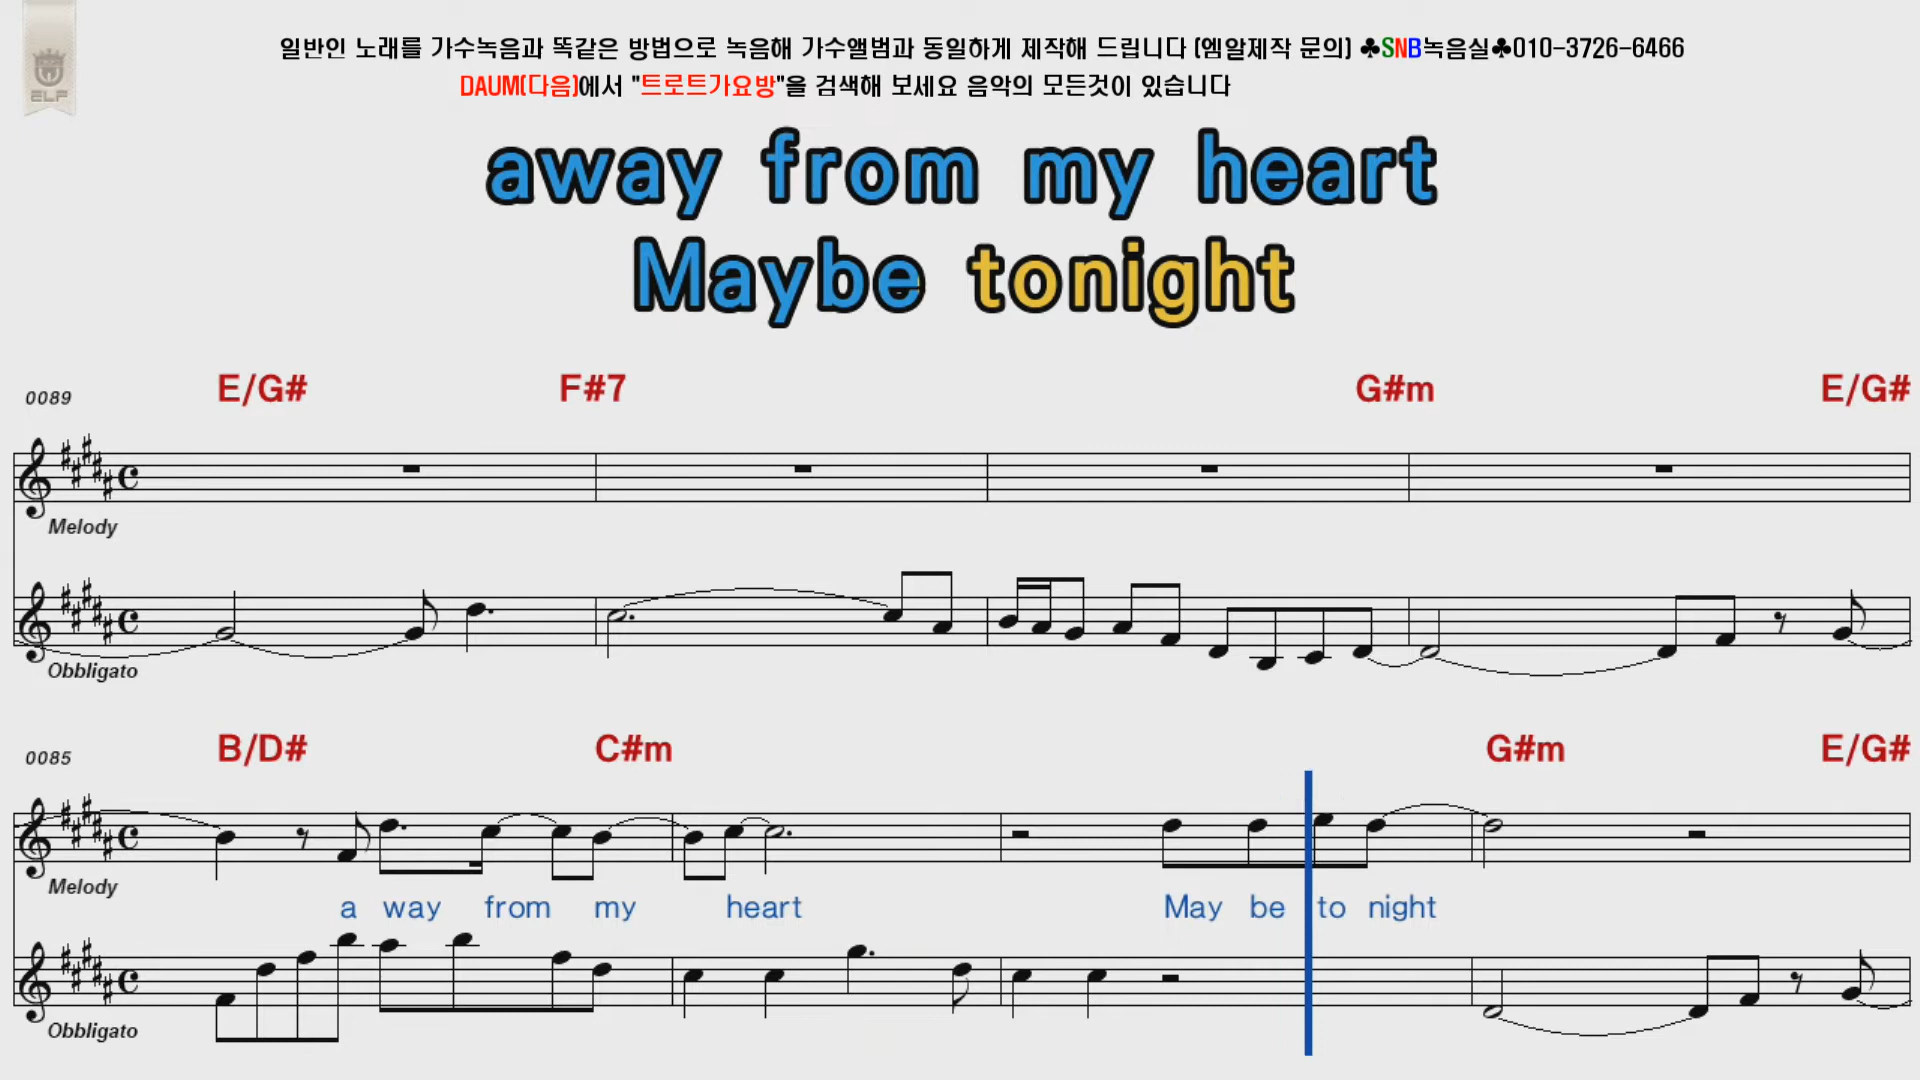 ELF
일반인 노래를 가수녹음과 똑같은 방법으로 녹음해 가수앨범과 동일하게 제작해 드립니다 (엠알제작 문의) ♣SNB녹음실♣010-3726-6466
DAUM(다음)에서 "트로트가요방"을 검색해 보세요 음악의 모든것이 있습니다
away from my heart
Maybe tonight
0089 E/G# F#7 G#m E/G#
Melody
Obbligato
0085 B/D# C#m G#m E/G#
Melody
a way from my heart May be to night
Obbligato